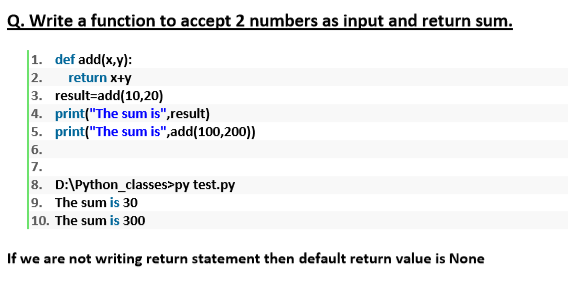 Q. Write a function to accept 2 numbers as input and return sum.
1. def add(x,y):
2.     return x+y
3. result=add(10,20)
4. print("The sum is",result)
5. print("The sum is",add(100,200))
6.
7.
8. D:\Python_classes>py test.py
9. The sum is 30
10. The sum is 300
If we are not writing return statement then default return value is None